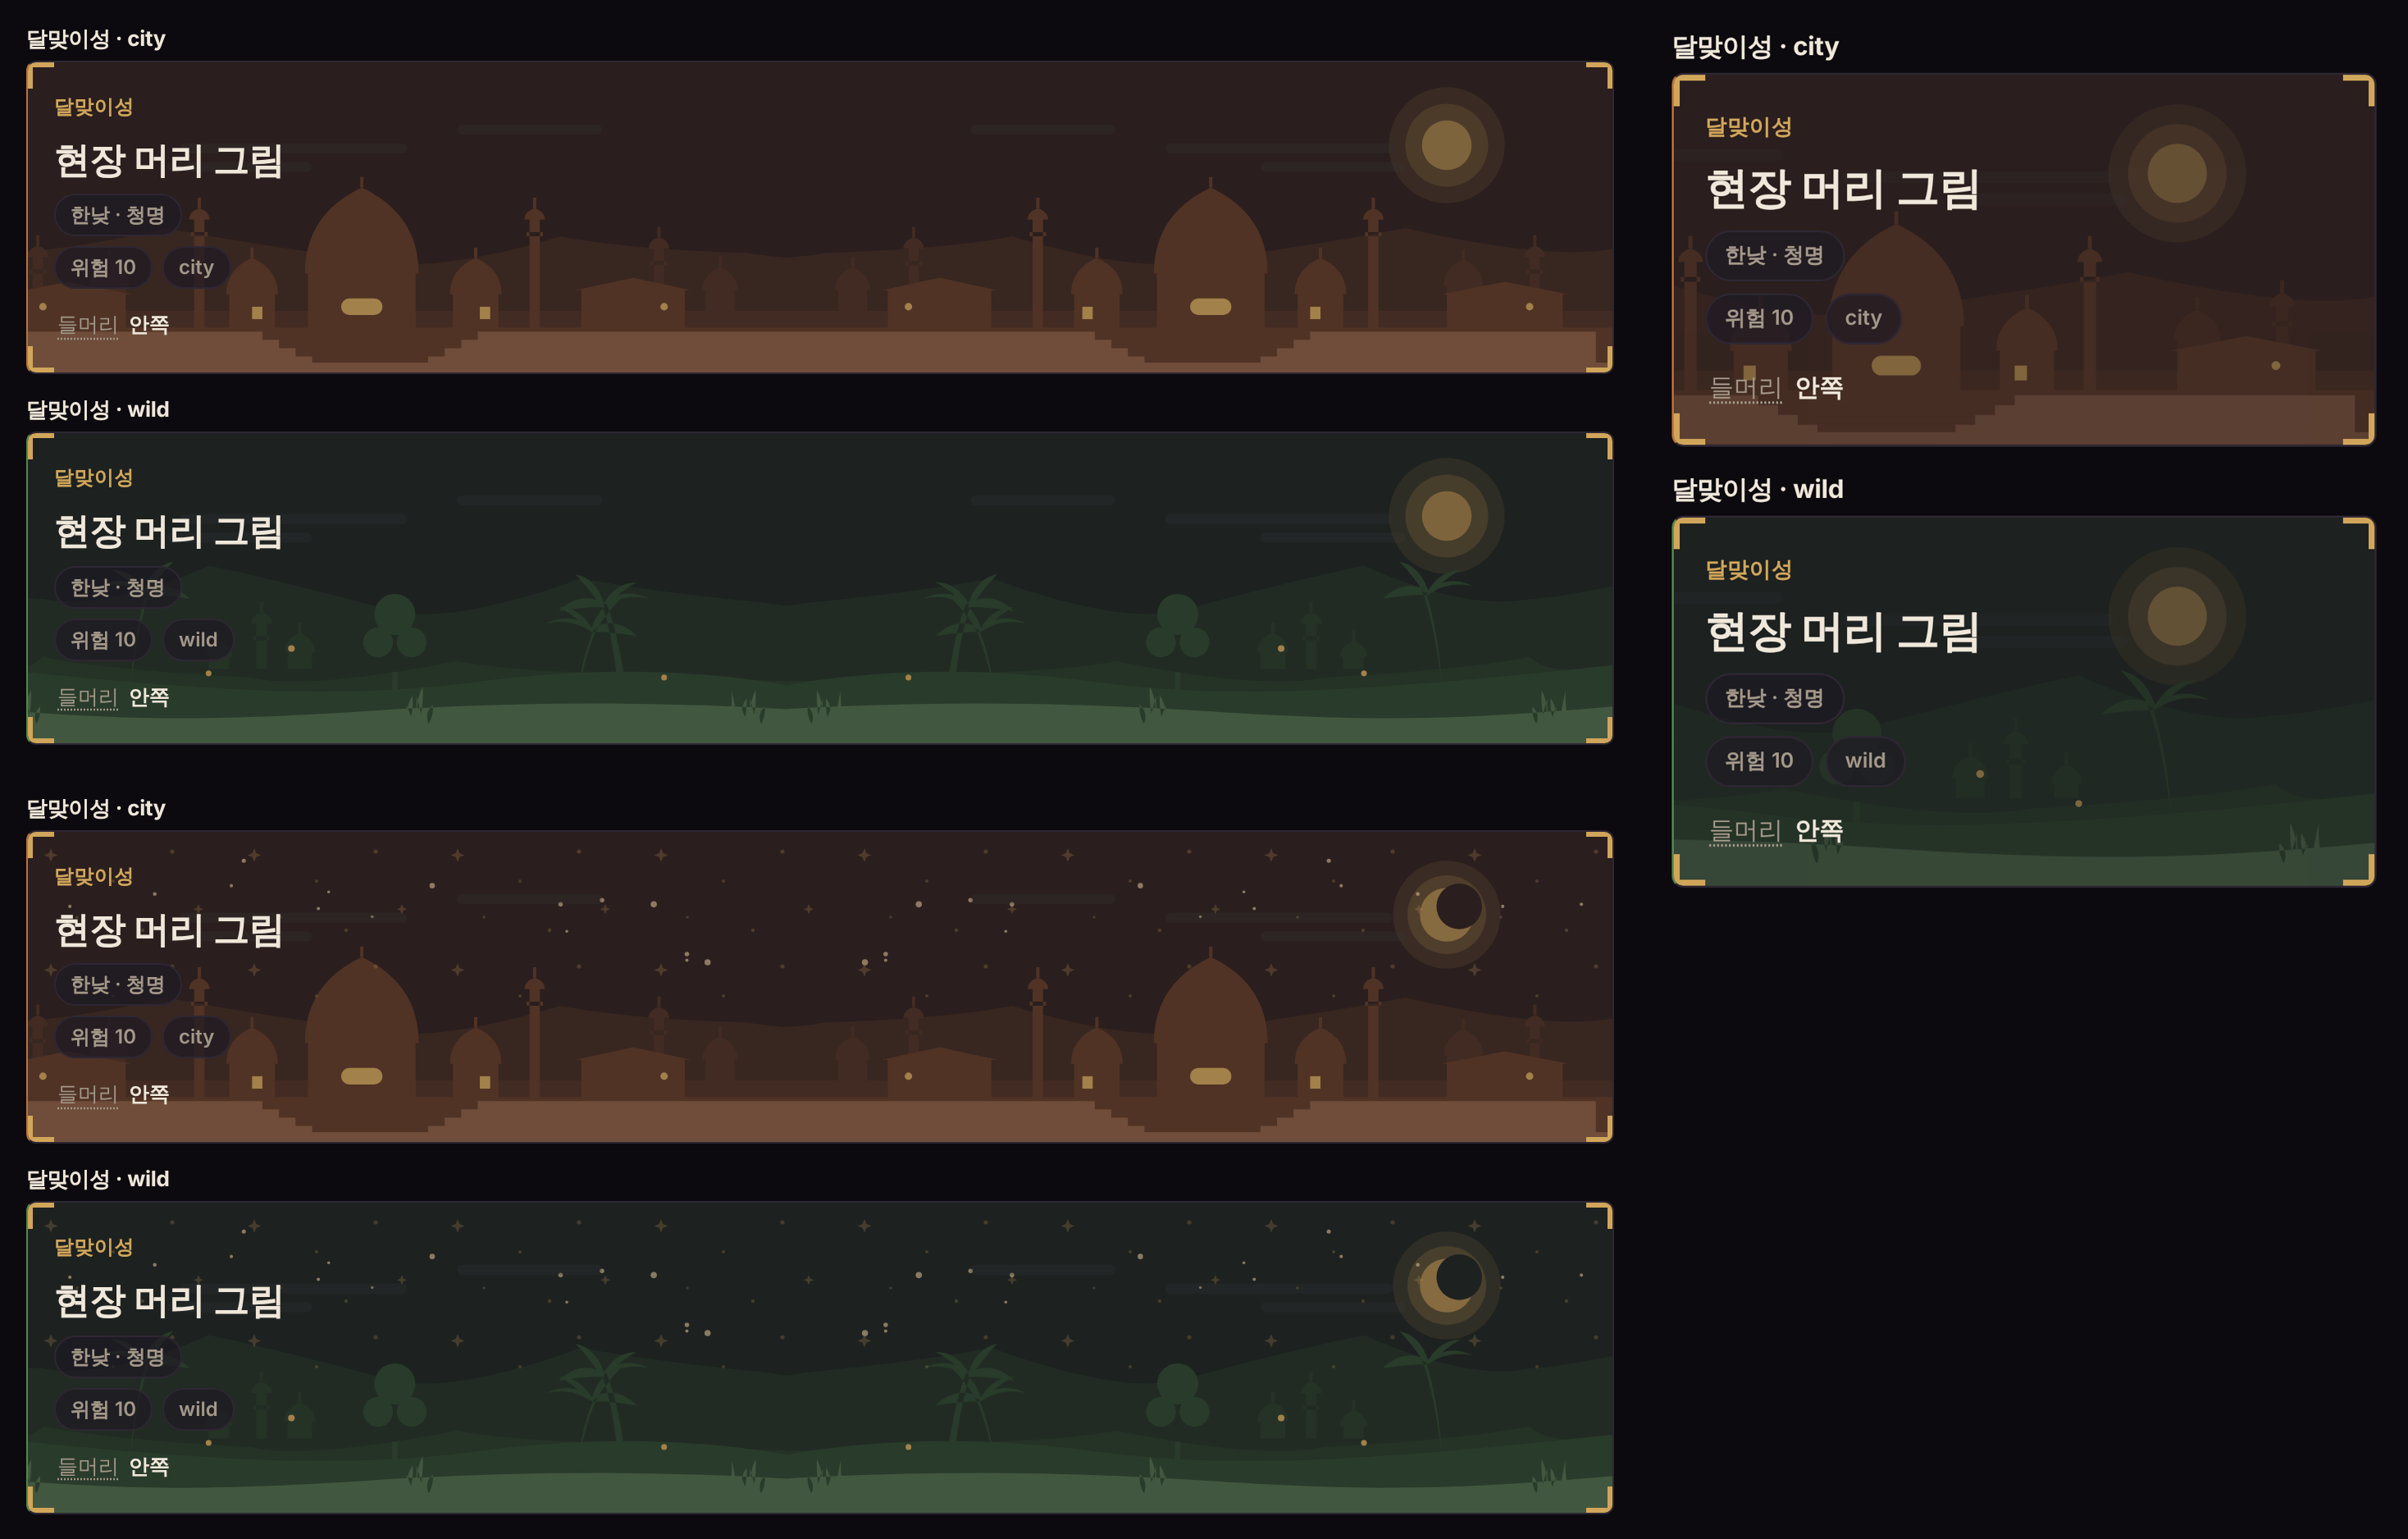 달맞이성 · city
달맞이성
현장 머리 그림
한낮 · 청명
위험 10 city
들머리 안쪽
달맞이성 · wild
달맞이성
현장 머리 그림
한낮 · 청명
위험 10 wild
들머리 안쪽
달맞이성 · city
달맞이성
현장 머리 그림
한낮 · 청명
위험 10 city
들머리 안쪽
달맞이성 · wild
달맞이성
현장 머리 그림
한낮 · 청명
위험 10 wild
들머리 안쪽
달맞이성 · city
달맞이성
현장 머리 그림
한낮 · 청명
위험 10 city
들머리 안쪽
달맞이성 · wild
달맞이성
현장 머리 그림
한낮 · 청명
위험 10 wild
들머리 안쪽